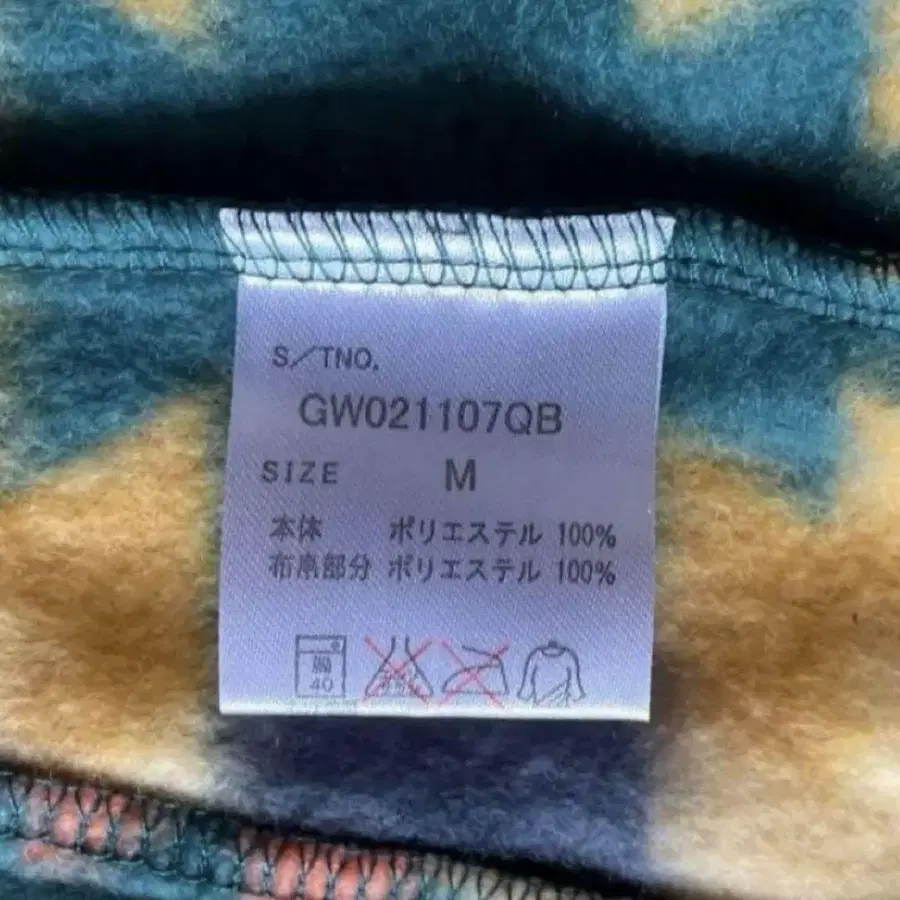 S/TNO.
GW021107QB
SIZE M
本体 ポリエステル 100%
布帛部分 ポリエステル 100%
40